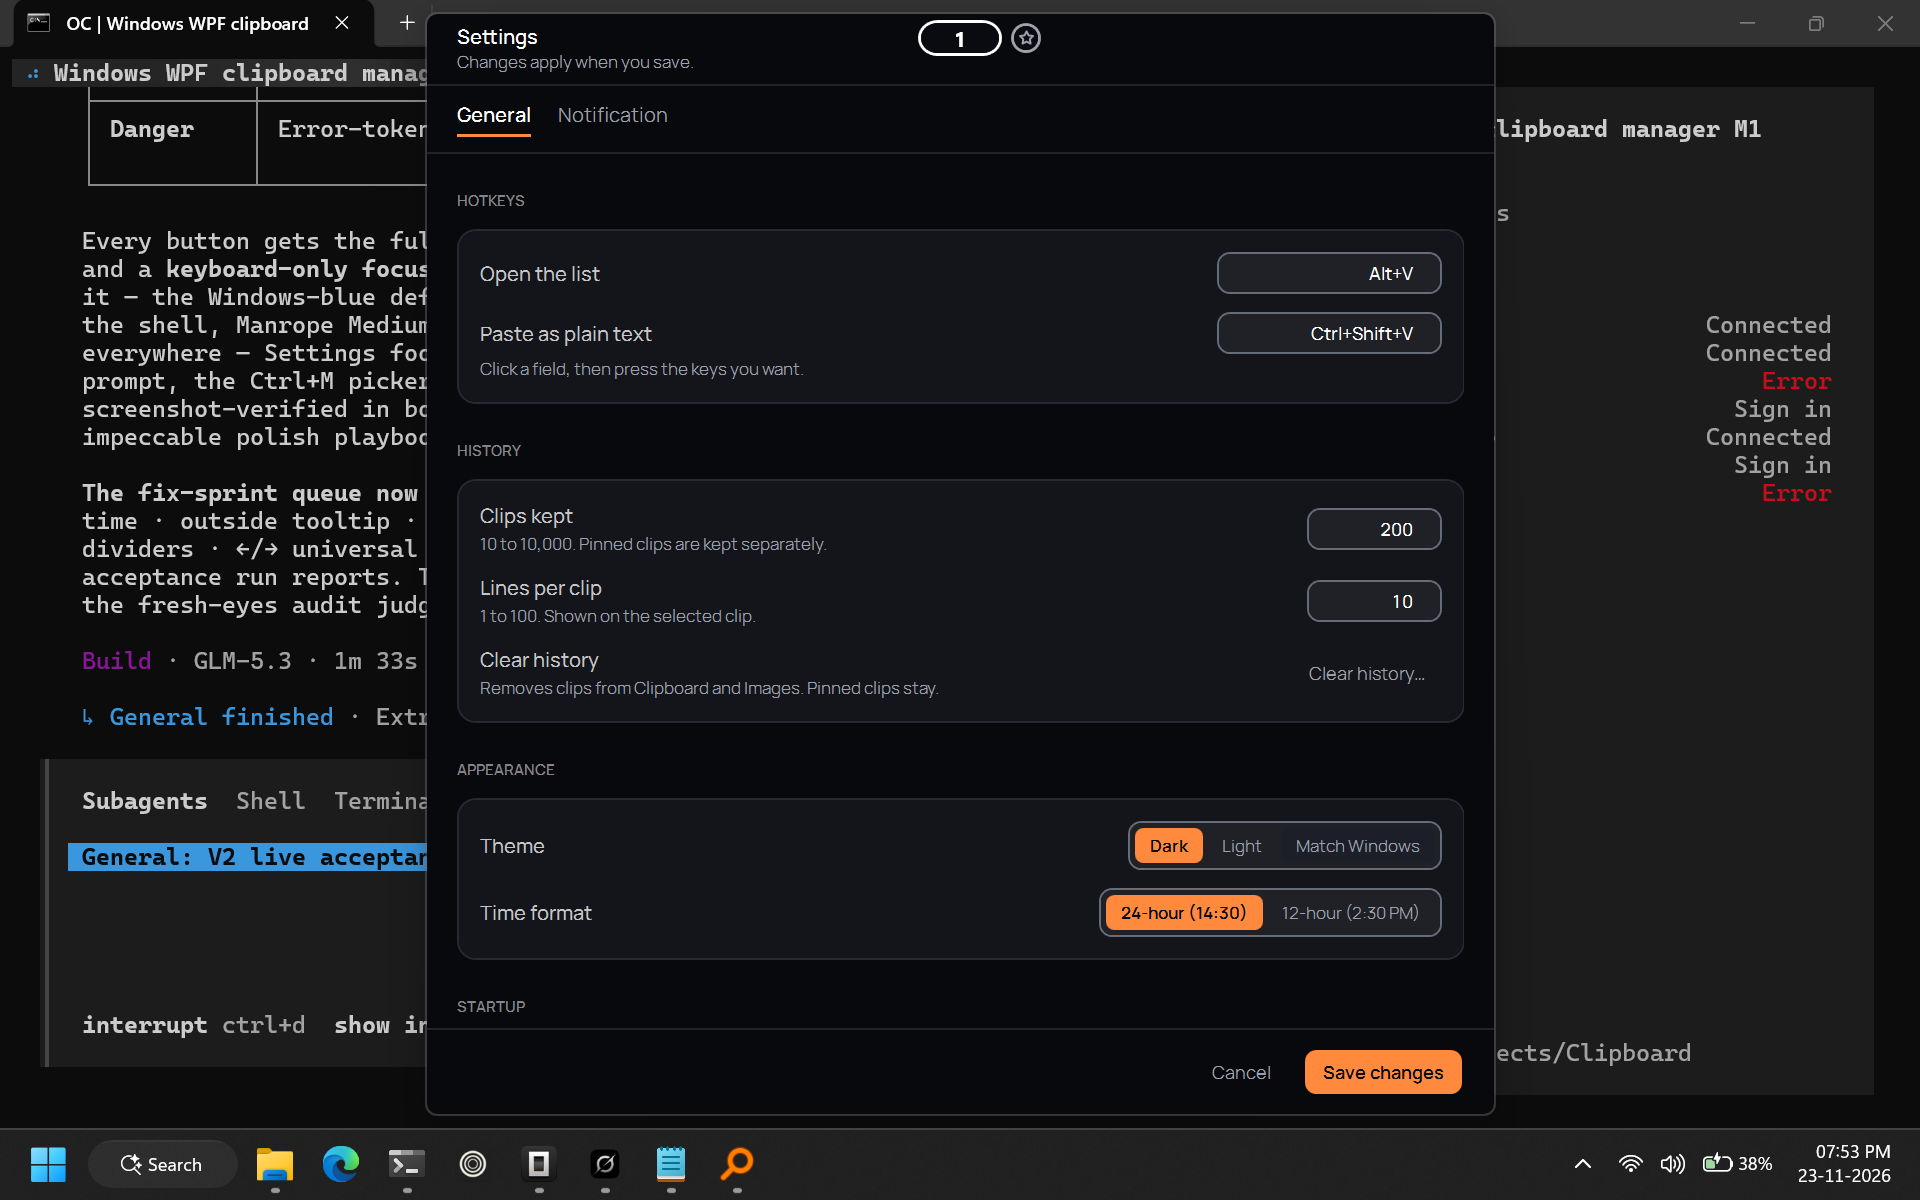 OC | Windows WPF clipboard
Windows WPF clipboard manag
Danger
Error-token
Every button gets the ful
and a keyboard-only focus
it — the Windows-blue def
the shell, Manrope Medium
everywhere — Settings foo
prompt, the Ctrl+M picker
screenshot-verified in bo
impeccable polish playboo
The fix-sprint queue now
time · outside tooltip ·
dividers · ←/→ universal
acceptance run reports. T
the fresh-eyes audit judg
Build · GLM-5.3 · 1m 33s
↳ General finished · Extr
Subagents Shell Termina
General: V2 live acceptan
interrupt ctrl+d show in
Settings
Changes apply when you save.
1
General
Notification
HOTKEYS
Open the list
Alt+V
Paste as plain text
Ctrl+Shift+V
Click a field, then press the keys you want.
HISTORY
Clips kept
10 to 10,000. Pinned clips are kept separately.
200
Lines per clip
1 to 100. Shown on the selected clip.
10
Clear history
Removes clips from Clipboard and Images. Pinned clips stay.
Clear history...
APPEARANCE
Theme
Dark
Light
Match Windows
Time format
24-hour (14:30)
12-hour (2:30 PM)
STARTUP
Cancel
Save changes
clipboard manager M1
s
Connected
Connected
Error
Sign in
Connected
Sign in
Error
ects/Clipboard
Search
38%
07:53 PM
23-11-2026